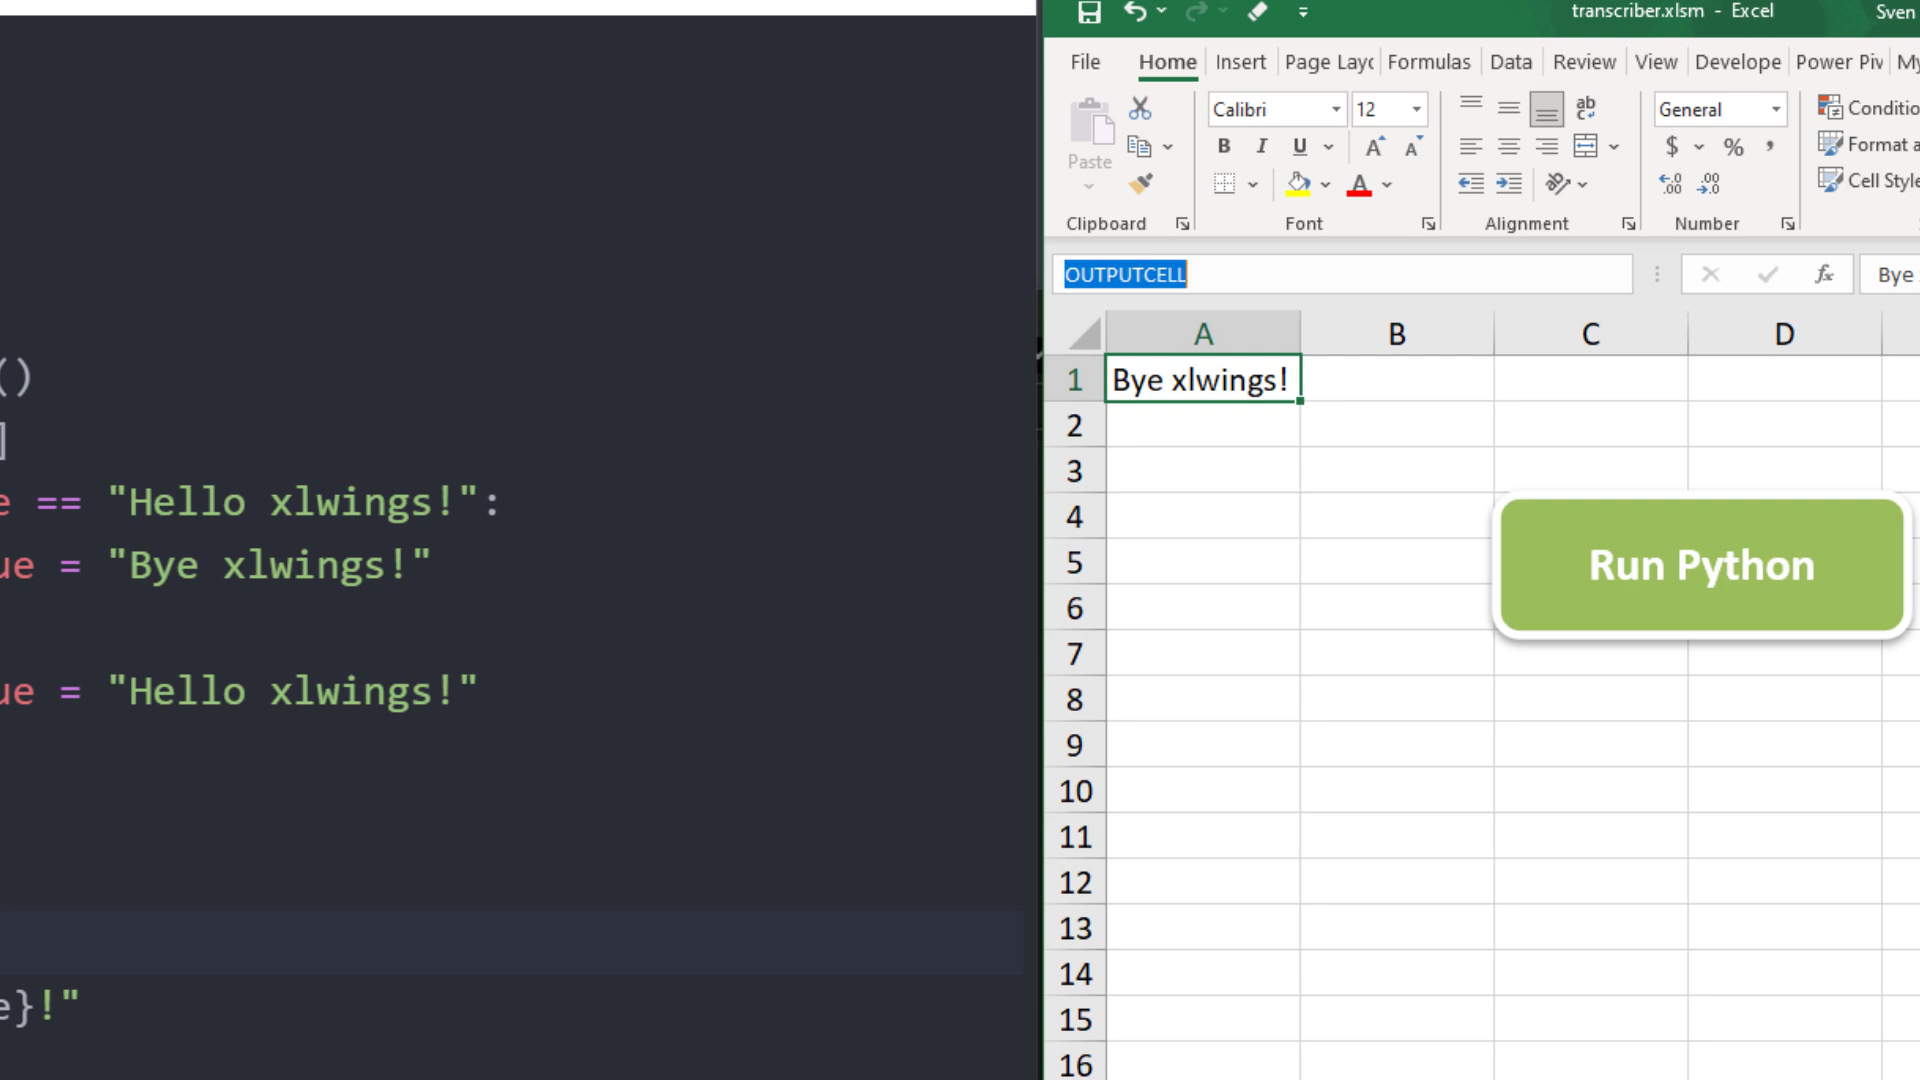 ()
]
e == "Hello xlwings!":
ue = "Bye xlwings!"
ue = "Hello xlwings!"
e}!"
transcriber.xlsm - Excel
Sven
File Home Insert Page Layo Formulas Data Review View Develope Power Piv My
Paste
Calibri 12
ab
General
Conditio
B I U A A
$ % ,
Format a
A
Cell Style
Clipboard Font Alignment Number
OUTPUTCELL
fx Bye
A B C D
1 Bye xlwings!
2
3
4
5
6
Run Python
7
8
9
10
11
12
13
14
15
16